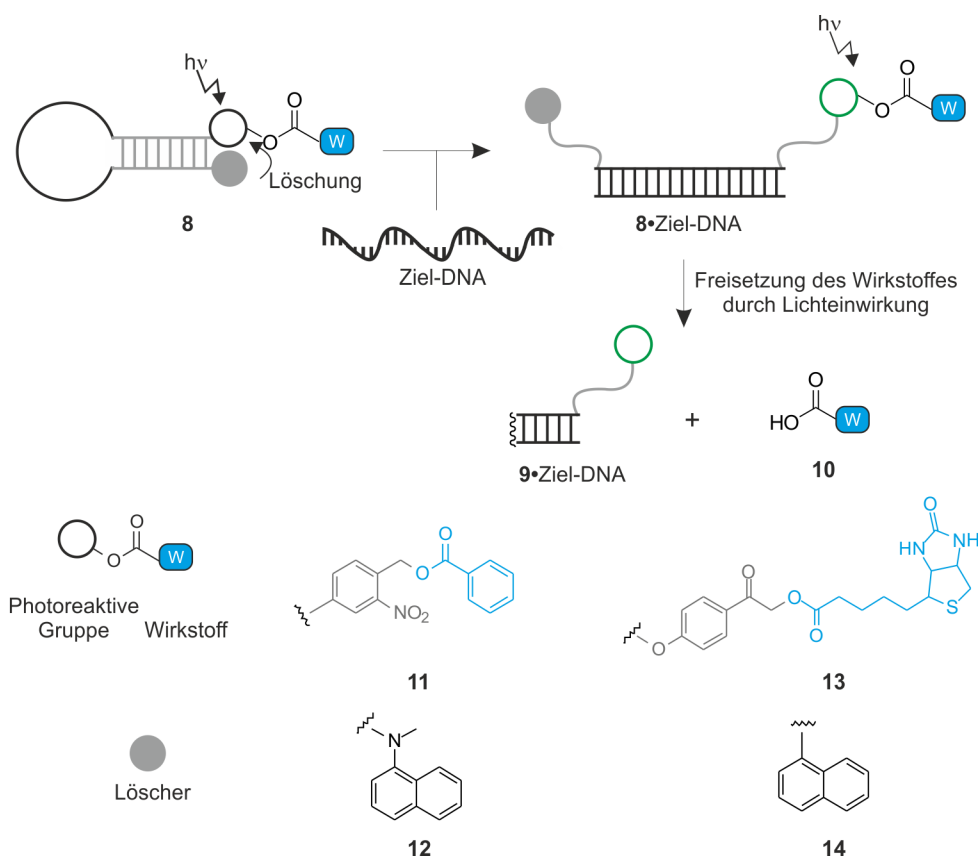 hν
hν
O
O
W
Löschung
8
O
O
W
8•Ziel-DNA
Ziel-DNA
Freisetzung des Wirkstoffes
durch Lichteinwirkung
+
O
HO
W
9•Ziel-DNA
10
O
O
W
Photoreaktive
Gruppe Wirkstoff
O
O
NO2
11
O
HN
NH
O
O
O
O
S
13
Löscher
N
12
14